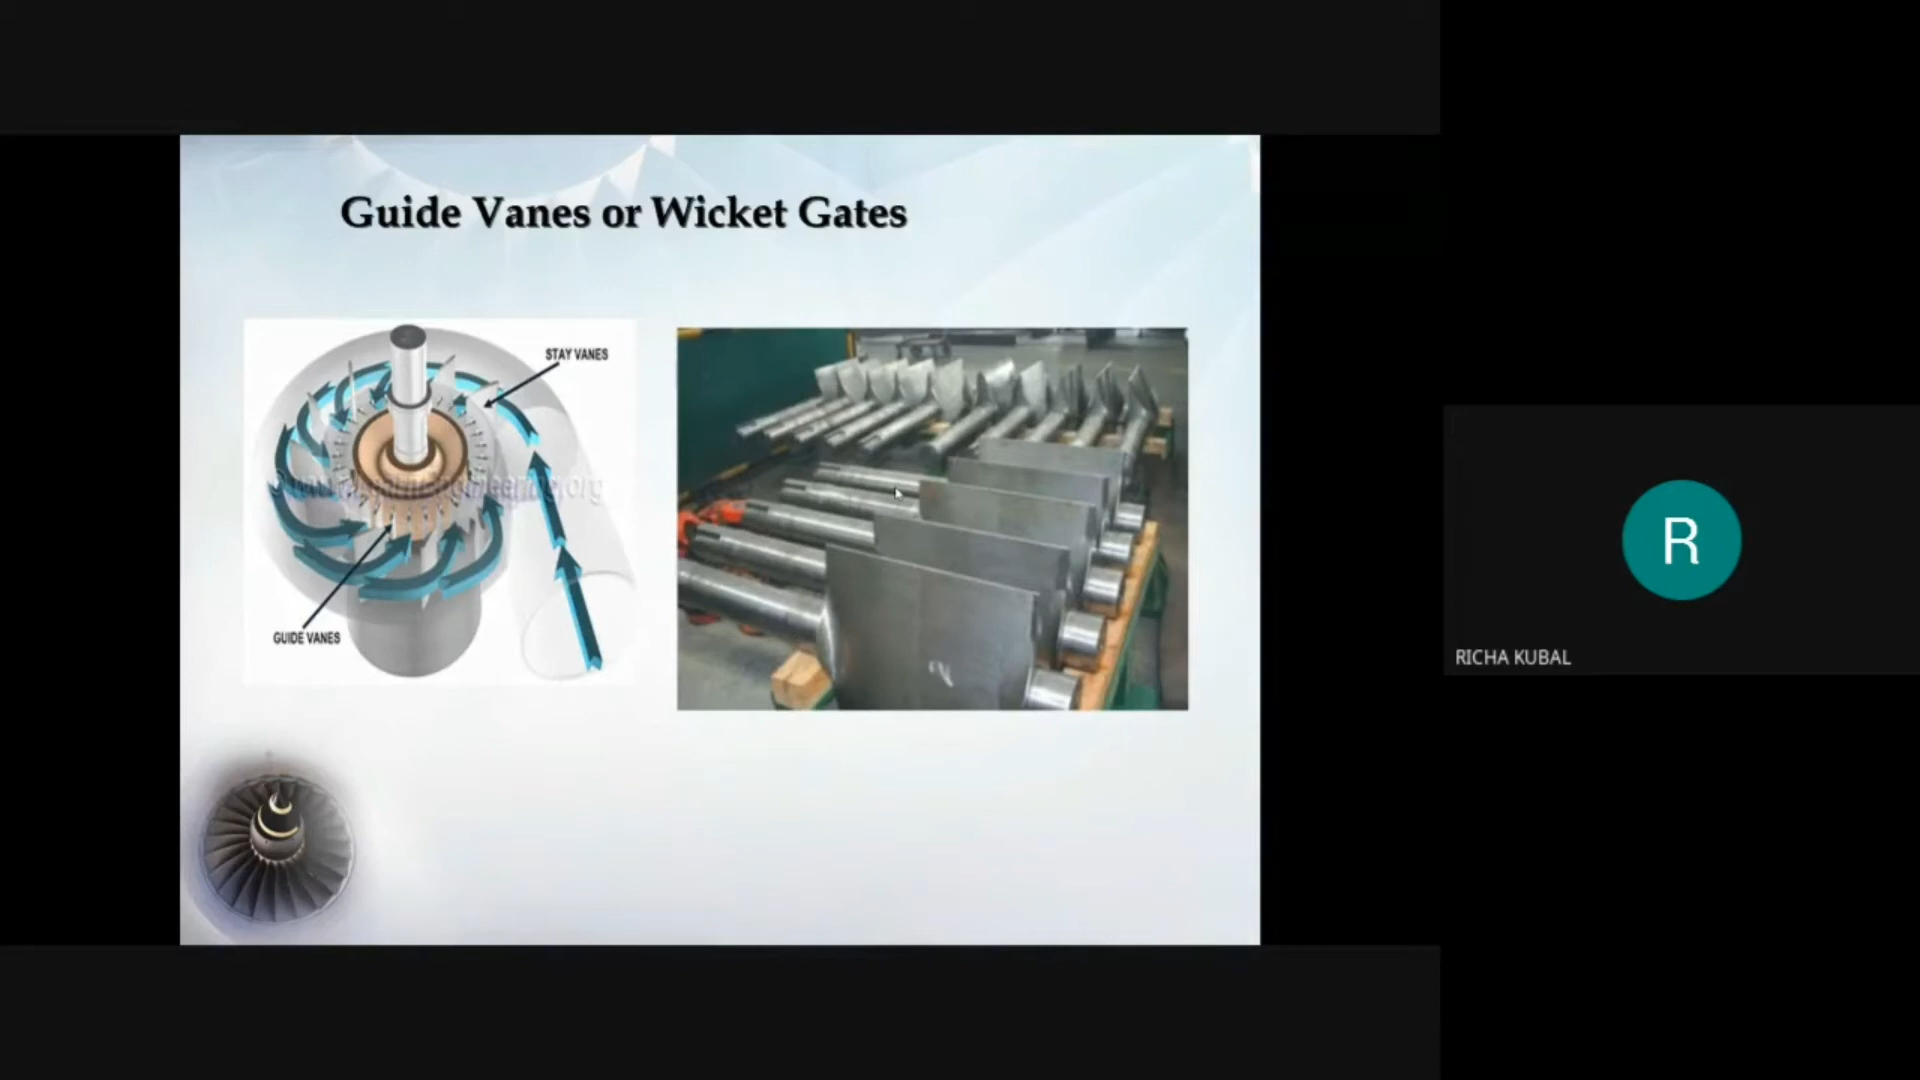 Guide Vanes or Wicket Gates
STAY VANES
GUIDE VANES
R
RICHA KUBAL